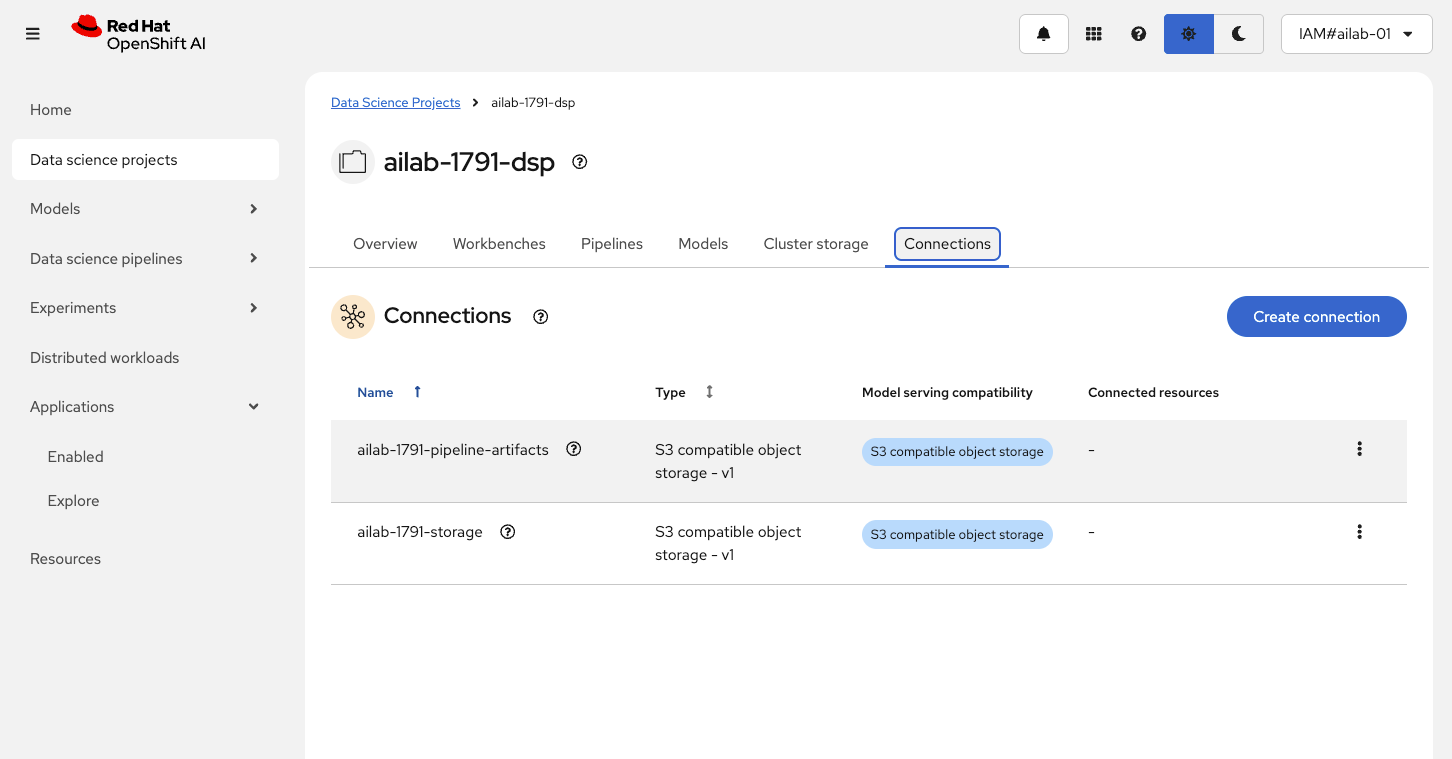 Red Hat
OpenShift AI
IAM#ailab-01
Home
Data science projects
Models
Data science pipelines
Experiments
Distributed workloads
Applications
Enabled
Explore
Resources
Data Science Projects ailab-1791-dsp
ailab-1791-dsp
Overview Workbenches Pipelines Models Cluster storage Connections
Connections
Create connection
Name Type Model serving compatibility Connected resources
ailab-1791-pipeline-artifacts S3 compatible object S3 compatible object storage -
storage - v1
ailab-1791-storage S3 compatible object S3 compatible object storage -
storage - v1